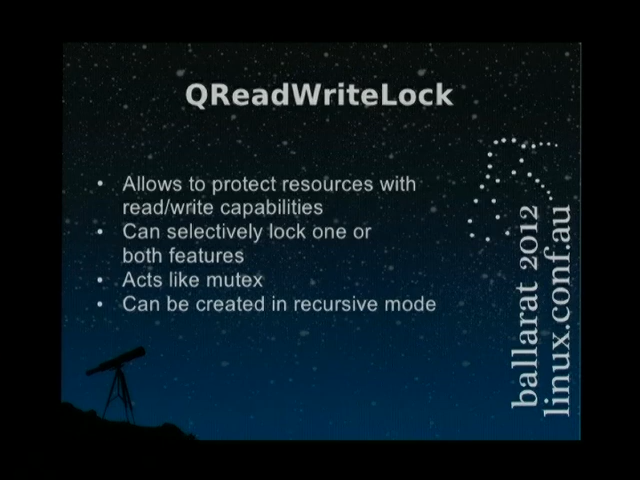 QReadWriteLock
• Allows to protect resources with
read/write capabilities
• Can selectively lock one or
both features
• Acts like mutex
• Can be created in recursive mode
ballarat 2012
linux.conf.au